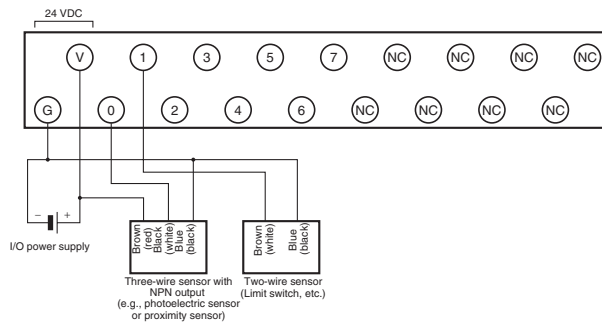 24 VDC
V 1 3 5 7 NC NC NC NC
G 0 2 4 6 NC NC NC NC
− +
I/O power supply
Brown
(red)
Black
(white)
Blue
(black)
Brown
(white)
Blue
(black)
Three-wire sensor with
NPN output
(e.g., photoelectric sensor
or proximity sensor)
Two-wire sensor
(Limit switch, etc.)